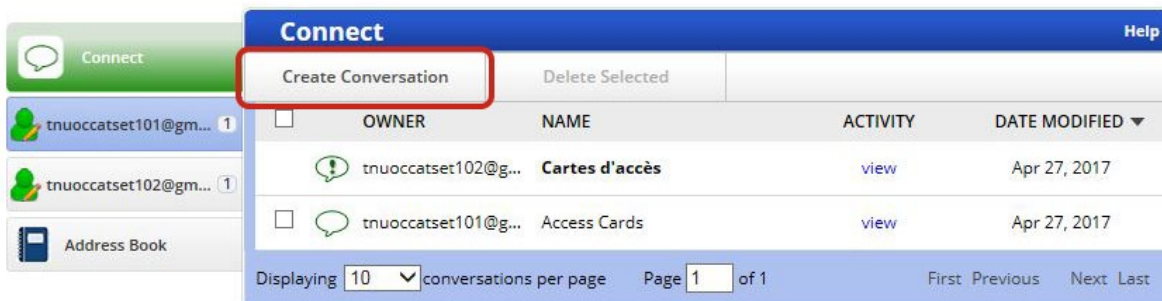 Connect
tnuoccatset101@gm... 1
tnuoccatset102@gm... 1
Address Book
Connect Help
Create Conversation Delete Selected
OWNER NAME ACTIVITY DATE MODIFIED
tnuoccatset102@g... Cartes d'accès view Apr 27, 2017
tnuoccatset101@g... Access Cards view Apr 27, 2017
Displaying 10 conversations per page Page 1 of 1 First Previous Next Last